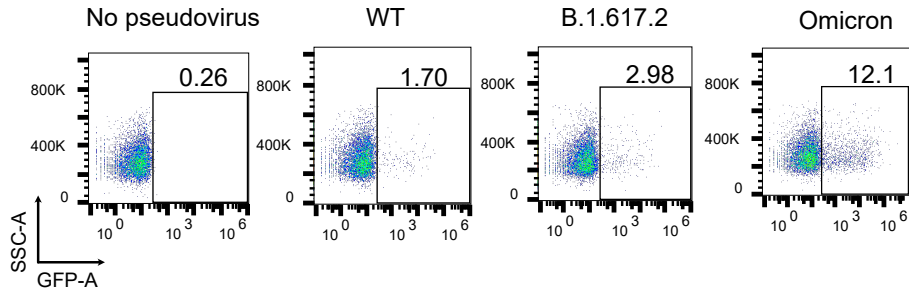 No pseudovirus
WT
B.1.617.2
Omicron
0.26
1.70
2.98
12.1
800K
400K
0
800K
400K
0
800K
400K
0
800K
400K
0
10^0 10^3 10^6
10^0 10^3 10^6
10^0 10^3 10^6
10^0 10^3 10^6
SSC-A
GFP-A